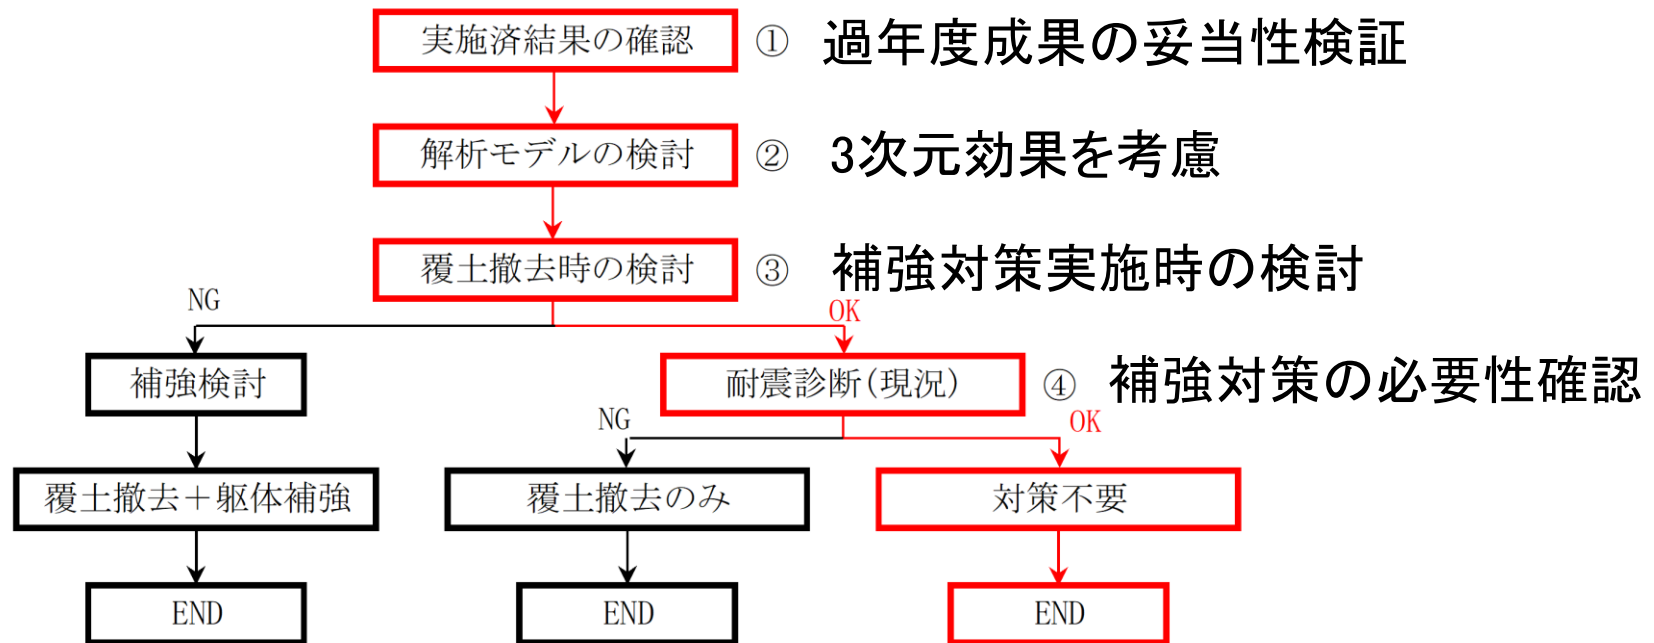 実施済結果の確認 ① 過年度成果の妥当性検証
解析モデルの検討 ② 3次元効果を考慮
覆土撤去時の検討 ③ 補強対策実施時の検討
NG OK
補強検討 耐震診断(現況) ④ 補強対策の必要性確認
NG OK
覆土撤去+躯体補強 覆土撤去のみ 対策不要
END END END